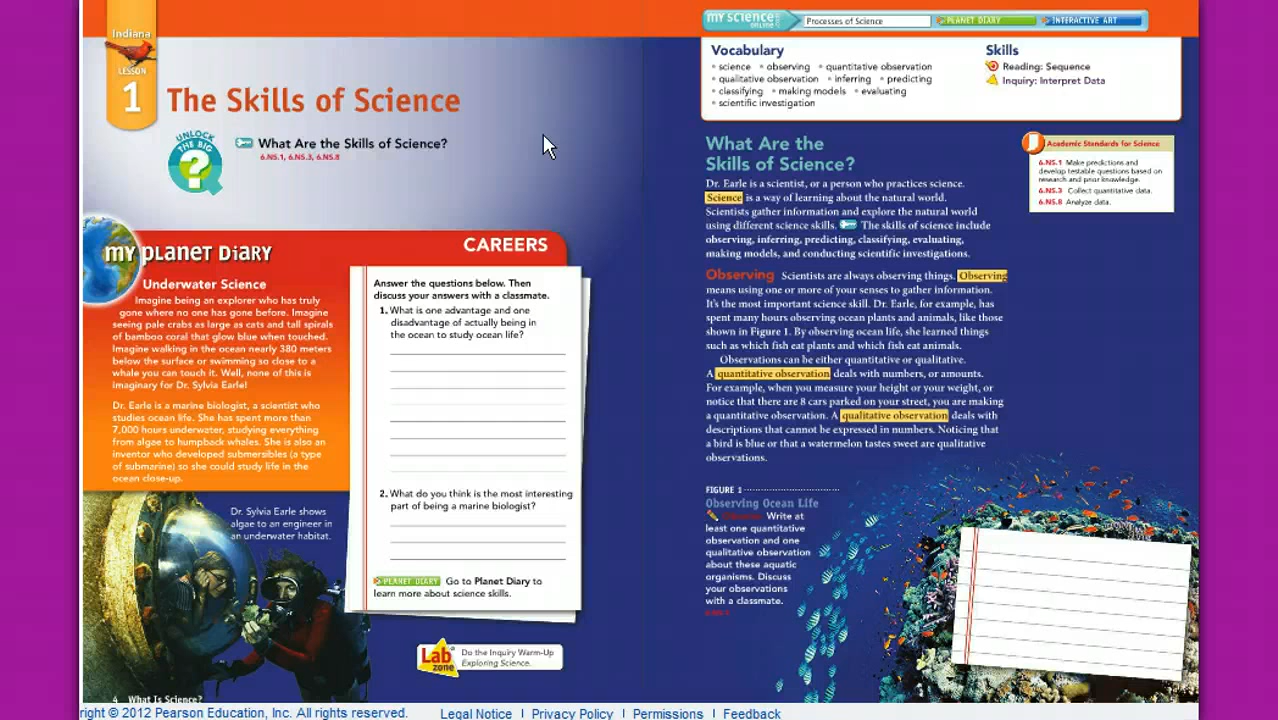 Indiana
LESSON
1
The Skills of Science
UNLOCK
THE BIG
?
What Are the Skills of Science?
6.NS.1, 6.NS.3, 6.NS.8
my planet Diary
CAREERS
Underwater Science
Imagine being an explorer who has truly
gone where no one has gone before. Imagine
seeing pale crabs as large as cats and tall spirals
of bamboo coral that glow blue when touched.
Imagine walking in the ocean nearly 380 meters
below the surface or swimming so close to a
whale you can touch it. Well, none of this is
imaginary for Dr. Sylvia Earle!
Dr. Earle is a marine biologist, a scientist who
studies ocean life. She has spent more than
7,000 hours underwater, studying everything
from algae to humpback whales. She is also an
inventor who developed submersibles (a type
of submarine) so she could study life in the
ocean close-up.
Dr. Sylvia Earle shows
algae to an engineer in
an underwater habitat.
Answer the questions below. Then
discuss your answers with a classmate.
1. What is one advantage and one
disadvantage of actually being in
the ocean to study ocean life?
2. What do you think is the most interesting
part of being a marine biologist?
PLANET DIARY Go to Planet Diary to
learn more about science skills.
Lab
zone
Do the Inquiry Warm-Up
Exploring Science.
4 What Is Science?
my science
ONLINE
Processes of Science
PLANET DIARY
INTERACTIVE ART
Vocabulary
• science • observing • quantitative observation
• qualitative observation • inferring • predicting
• classifying • making models • evaluating
• scientific investigation
Skills
Reading: Sequence
Inquiry: Interpret Data
What Are the
Skills of Science?
Dr. Earle is a scientist, or a person who practices science.
Science is a way of learning about the natural world.
Scientists gather information and explore the natural world
using different science skills. The skills of science include
observing, inferring, predicting, classifying, evaluating,
making models, and conducting scientific investigations.
Observing Scientists are always observing things. Observing
means using one or more of your senses to gather information.
It's the most important science skill. Dr. Earle, for example, has
spent many hours observing ocean plants and animals, like those
shown in Figure 1. By observing ocean life, she learned things
such as which fish eat plants and which fish eat animals.
Observations can be either quantitative or qualitative.
A quantitative observation deals with numbers, or amounts.
For example, when you measure your height or your weight, or
notice that there are 8 cars parked on your street, you are making
a quantitative observation. A qualitative observation deals with
descriptions that cannot be expressed in numbers. Noticing that
a bird is blue or that a watermelon tastes sweet are qualitative
observations.
Academic Standards for Science
6.NS.1 Make predictions and
develop testable questions based on
research and prior knowledge.
6.NS.3 Collect quantitative data.
6.NS.8 Analyze data.
FIGURE 1
Observing Ocean Life
Write at
least one quantitative
observation and one
qualitative observation
about these aquatic
organisms. Discuss
your observations
with a classmate.
right © 2012 Pearson Education, Inc. All rights reserved. Legal Notice | Privacy Policy | Permissions | Feedback